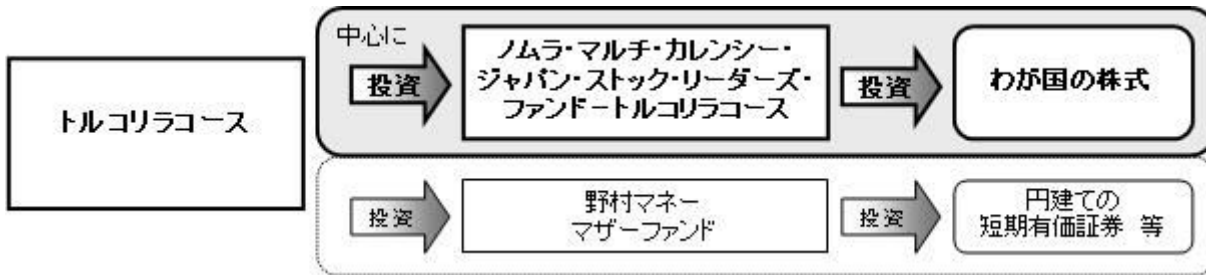 トルコリラコース
中心に
投資
ノムラ・マルチ・カレンシー・
ジャパン・ストック・リーダーズ・
ファンドートルコリラコース
投資
わが国の株式
投資
野村マネー
マザーファンド
投資
円建ての
短期有価証券 等